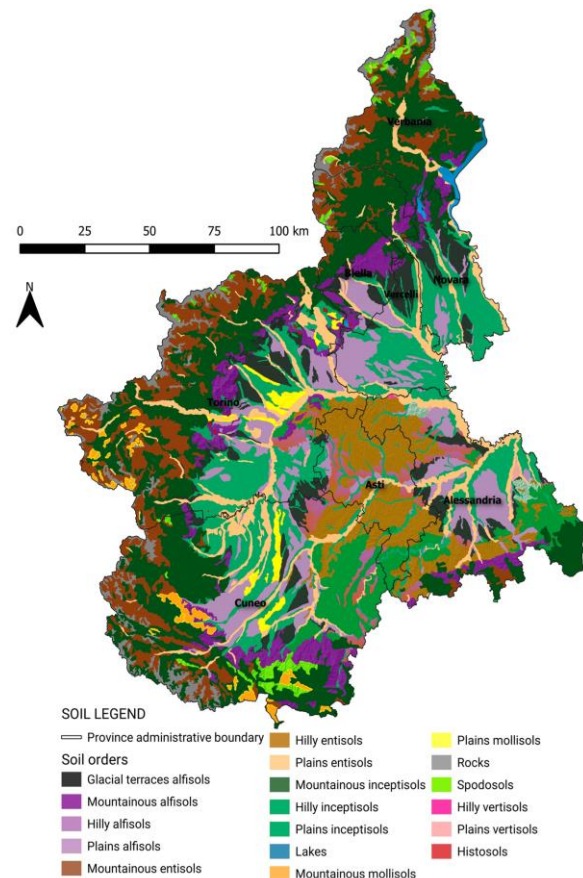 Verbania
0 25 50 75 100 km
N
Biella
Vercelli
Novara
Torino
Asti
Alessandria
Cuneo
SOIL LEGEND
Province administrative boundary
Soil orders
Glacial terraces alfisols
Mountainous alfisols
Hilly alfisols
Plains alfisols
Mountainous entisols
Hilly entisols
Plains entisols
Mountainous inceptisols
Hilly inceptisols
Plains inceptisols
Lakes
Mountainous mollisols
Plains mollisols
Rocks
Spodosols
Hilly vertisols
Plains vertisols
Histosols